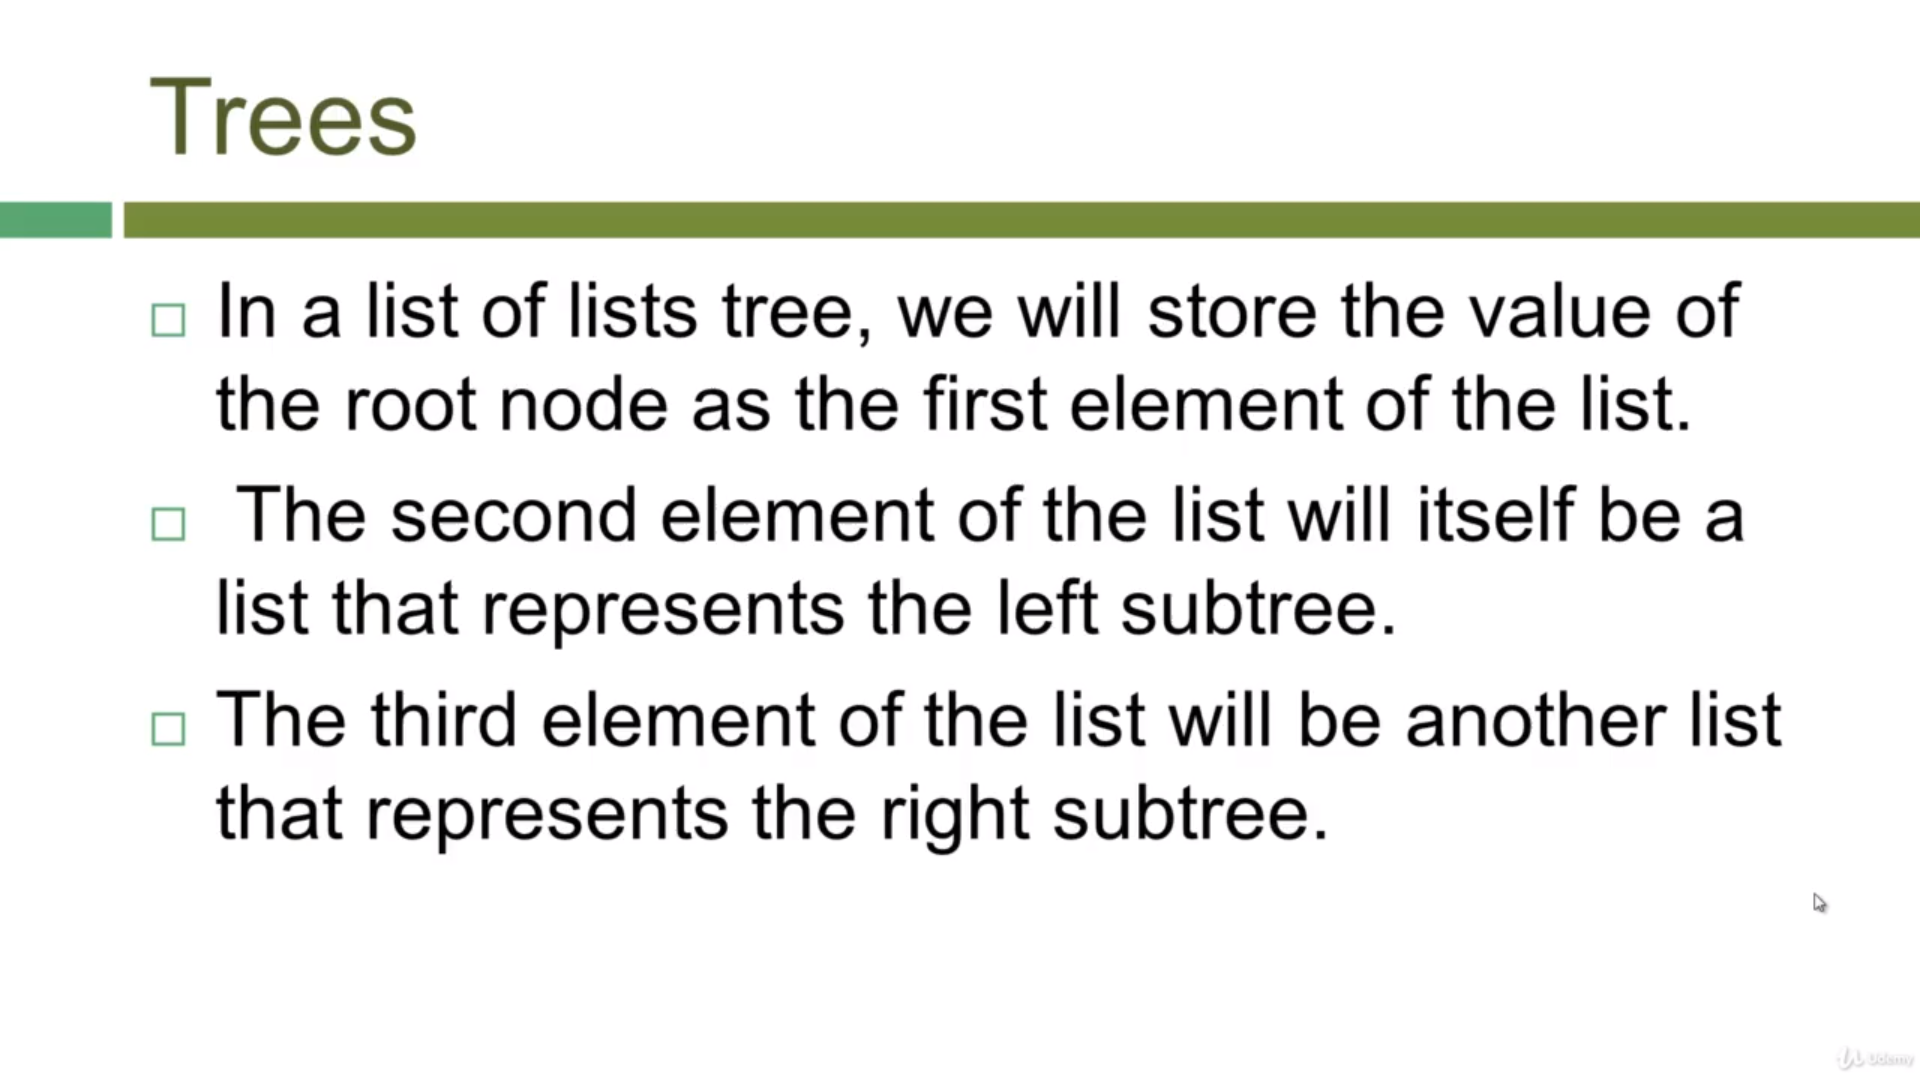 Trees
In a list of lists tree, we will store the value of
the root node as the first element of the list.
The second element of the list will itself be a
list that represents the left subtree.
The third element of the list will be another list
that represents the right subtree.
Udemy